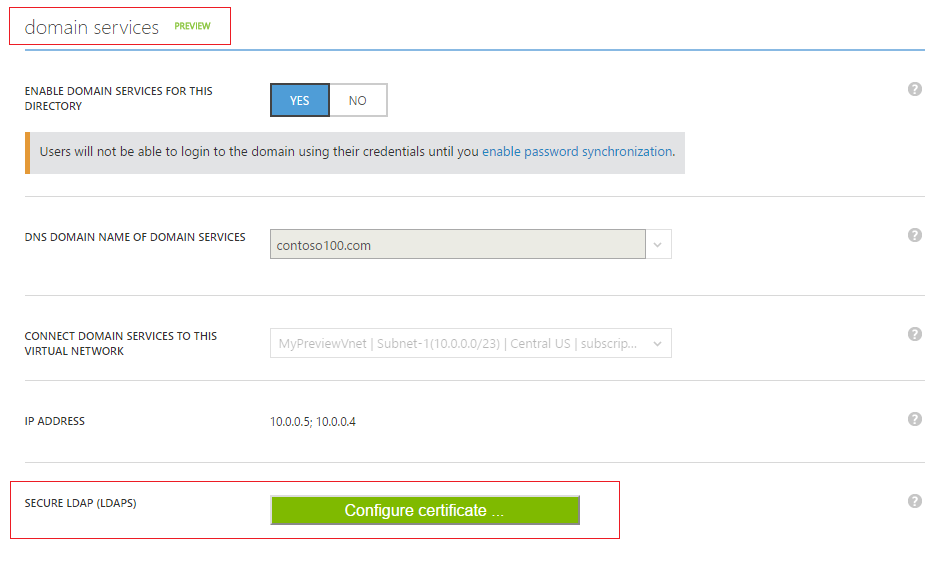 domain services PREVIEW
ENABLE DOMAIN SERVICES FOR THIS
DIRECTORY
YES NO
Users will not be able to login to the domain using their credentials until you enable password synchronization.
DNS DOMAIN NAME OF DOMAIN SERVICES
contoso100.com
CONNECT DOMAIN SERVICES TO THIS
VIRTUAL NETWORK
MyPreviewVnet | Subnet-1(10.0.0.0/23) | Central US | subscrip...
IP ADDRESS
10.0.0.5; 10.0.0.4
SECURE LDAP (LDAPS)
Configure certificate ...